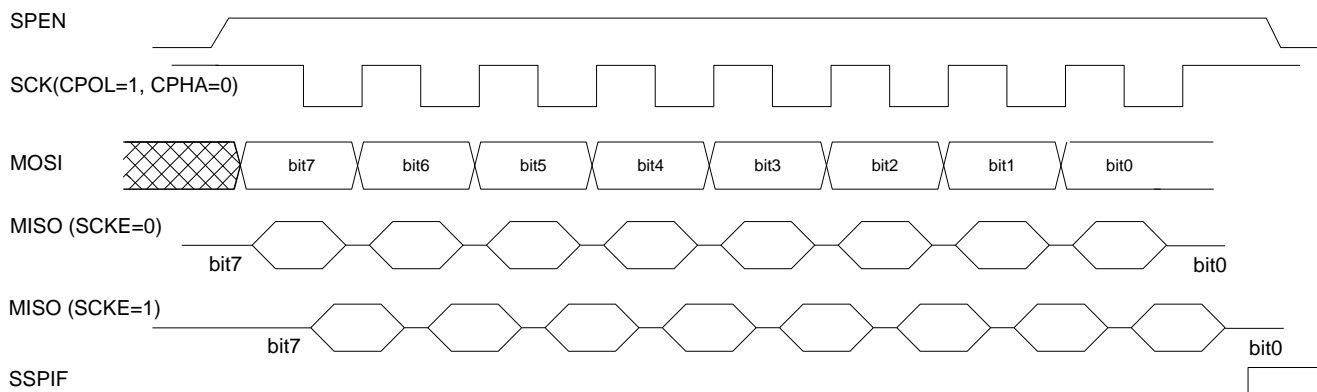 SPEN
SCK(CPOL=1, CPHA=0)
MOSI
bit7 bit6 bit5 bit4 bit3 bit2 bit1 bit0
MISO (SCKE=0)
bit7 bit0
MISO (SCKE=1)
bit7 bit0
SSPIF